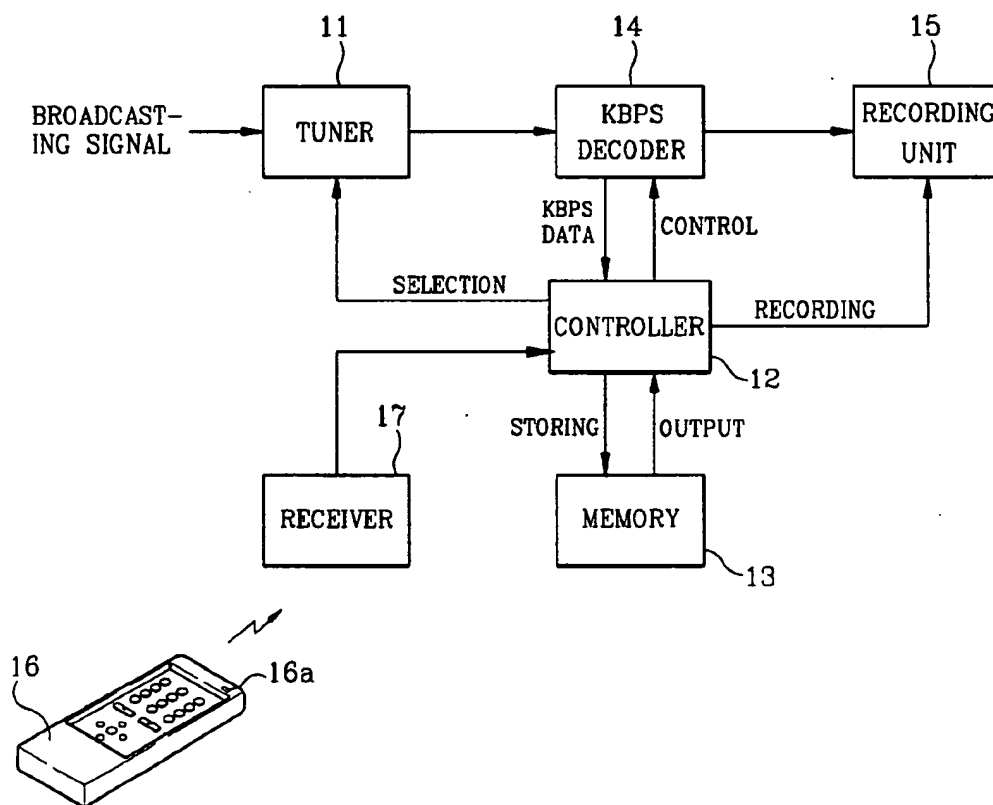 11
14
15
BROADCAST-
ING SIGNAL
TUNER
KBPS
DECODER
RECORDING
UNIT
KBPS
DATA
CONTROL
SELECTION
CONTROLLER
RECORDING
12
17
STORING
OUTPUT
RECEIVER
MEMORY
13
16
16a